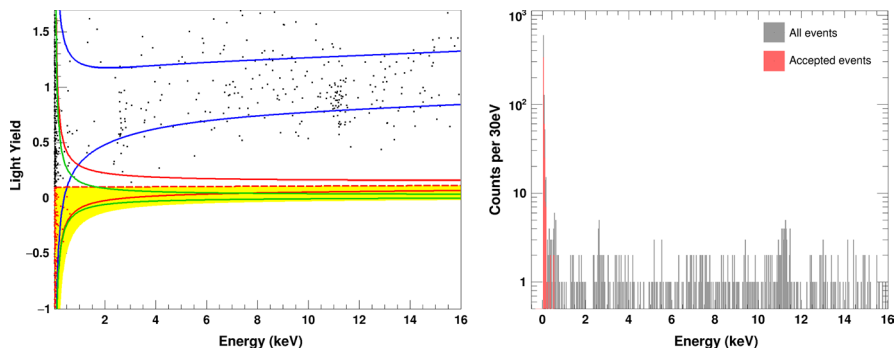 1.5
1
0.5
0
−0.5
−1
Light Yield
2 4 6 8 10 12 14 16
Energy (keV)
10³
10²
10
1
Counts per 30eV
All events
Accepted events
0 2 4 6 8 10 12 14 16
Energy (keV)